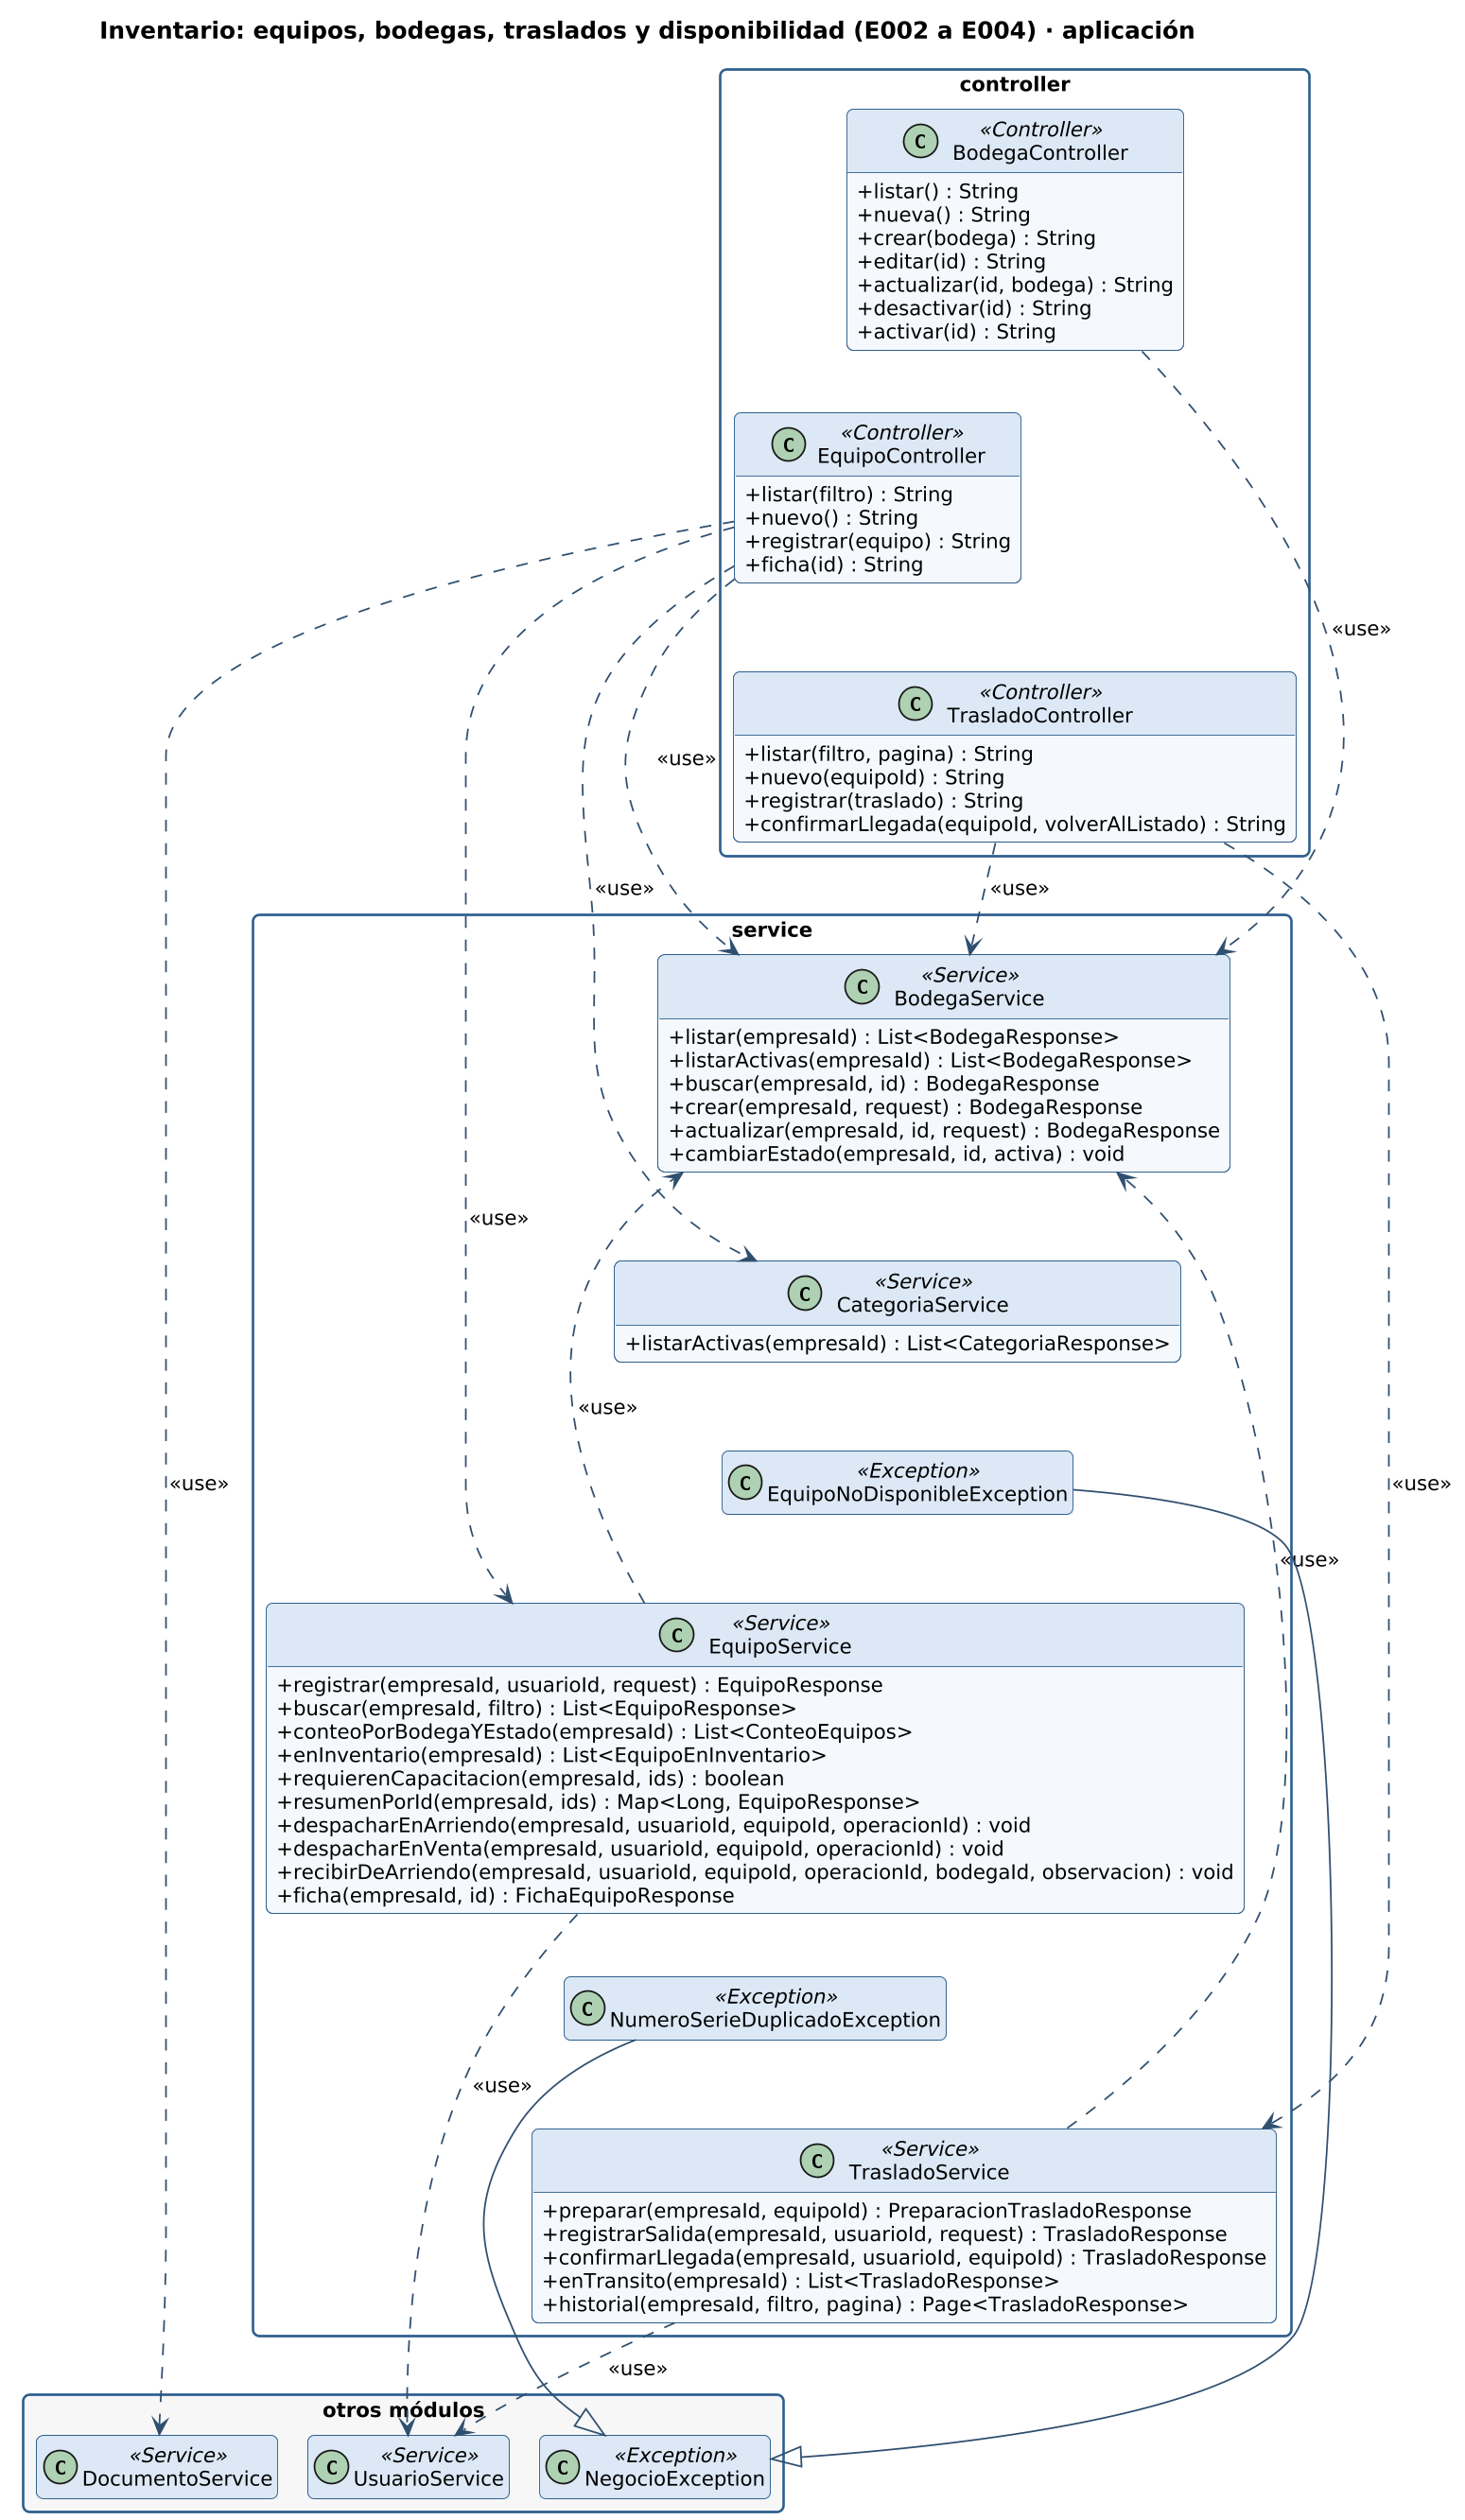 Inventario: equipos, bodegas, traslados y disponibilidad (E002 a E004) · aplicación
controller
C
«Controller»
BodegaController
+listar() : String
+nueva() : String
+crear(bodega) : String
+editar(id) : String
+actualizar(id, bodega) : String
+desactivar(id) : String
+activar(id) : String
C
«Controller»
EquipoController
+listar(filtro) : String
+nuevo() : String
+registrar(equipo) : String
+ficha(id) : String
«use»
C
«Controller»
TrasladoController
+listar(filtro, pagina) : String
+nuevo(equipoId) : String
+registrar(traslado) : String
+confirmarLlegada(equipoId, volverAlListado) : String
«use»
«use»
«use»
service
C
«Service»
BodegaService
+listar(empresaId) : List<BodegaResponse>
+listarActivas(empresaId) : List<BodegaResponse>
+buscar(empresaId, id) : BodegaResponse
+crear(empresaId, request) : BodegaResponse
+actualizar(empresaId, id, request) : BodegaResponse
+cambiarEstado(empresaId, id, activa) : void
«use»
C
«Service»
CategoriaService
+listarActivas(empresaId) : List<CategoriaResponse>
«use»
C
«Exception»
EquipoNoDisponibleException
«use»
«use»
«use»
C
«Service»
EquipoService
+registrar(empresaId, usuarioId, request) : EquipoResponse
+buscar(empresaId, filtro) : List<EquipoResponse>
+conteoPorBodegaYEstado(empresaId) : List<ConteoEquipos>
+enInventario(empresaId) : List<EquipoEnInventario>
+requierenCapacitacion(empresaId, ids) : boolean
+resumenPorId(empresaId, ids) : Map<Long, EquipoResponse>
+despacharEnArriendo(empresaId, usuarioId, equipoId, operacionId) : void
+despacharEnVenta(empresaId, usuarioId, equipoId, operacionId) : void
+recibirDeArriendo(empresaId, usuarioId, equipoId, operacionId, bodegaId, observacion) : void
+ficha(empresaId, id) : FichaEquipoResponse
C
«Exception»
NumeroSerieDuplicadoException
«use»
C
«Service»
TrasladoService
+preparar(empresaId, equipoId) : PreparacionTrasladoResponse
+registrarSalida(empresaId, usuarioId, request) : TrasladoResponse
+confirmarLlegada(empresaId, usuarioId, equipoId) : TrasladoResponse
+enTransito(empresaId) : List<TrasladoResponse>
+historial(empresaId, filtro, pagina) : Page<TrasladoResponse>
«use»
otros módulos
C
«Service»
DocumentoService
C
«Service»
UsuarioService
C
«Exception»
NegocioException